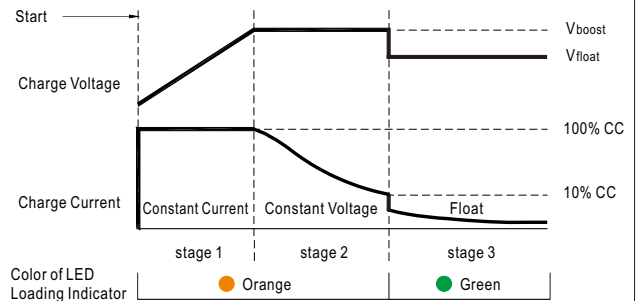 Start
Vboost
Vfloat
Charge Voltage
100% CC
10% CC
Charge Current
Constant Current
Constant Voltage
Float
stage 1
stage 2
stage 3
Color of LED
Loading Indicator
Orange
Green